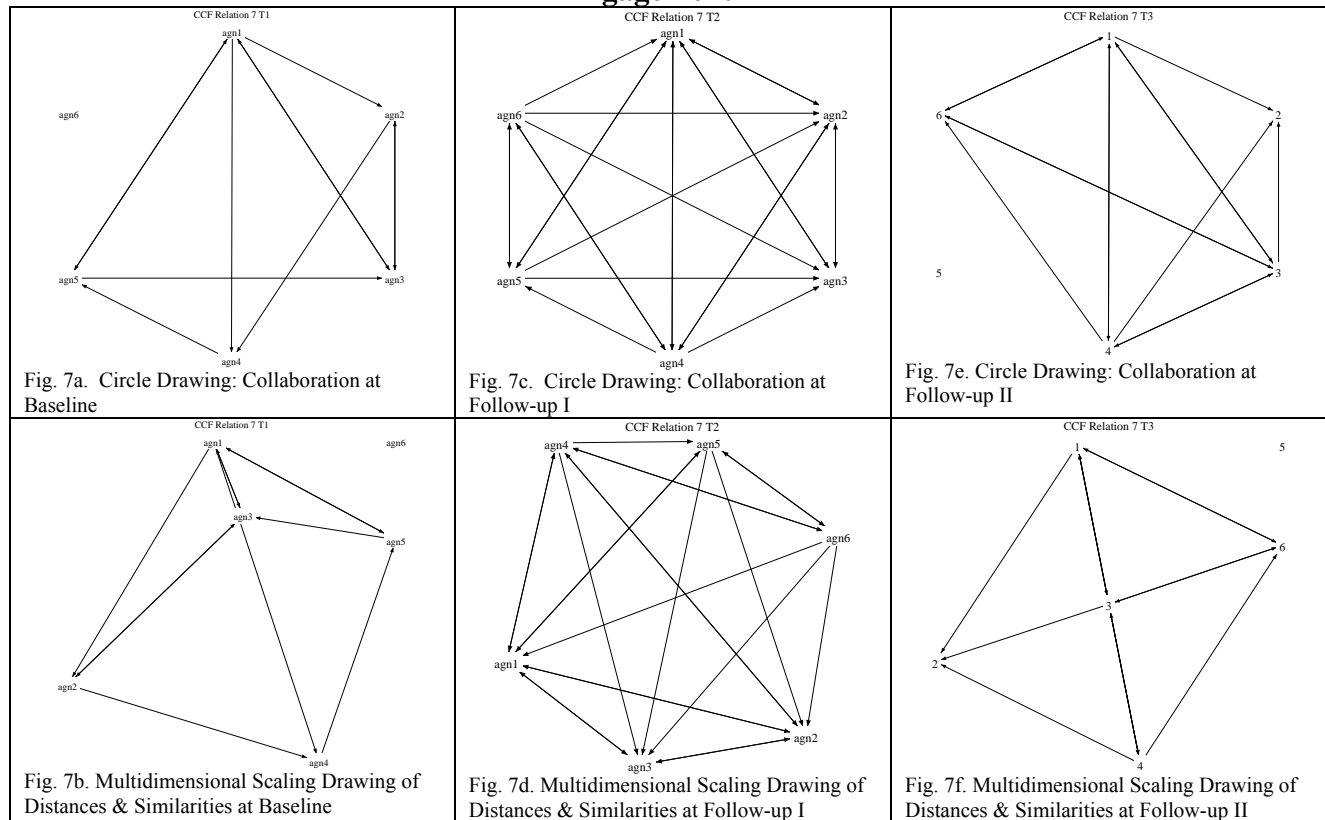 CCF Relation 7 T1
agn1
agn6
agn2
agn5
agn3
agn4
Fig. 7a. Circle Drawing: Collaboration at
Baseline
CCF Relation 7 T2
agn1
agn6
agn2
agn5
agn3
agn4
Fig. 7c. Circle Drawing: Collaboration at
Follow-up I
CCF Relation 7 T3
1
6
2
5
3
4
Fig. 7e. Circle Drawing: Collaboration at
Follow-up II
CCF Relation 7 T1
agn1
agn6
agn3
agn5
agn2
agn4
Fig. 7b. Multidimensional Scaling Drawing of
Distances & Similarities at Baseline
CCF Relation 7 T2
agn4
agn5
agn6
agn1
agn2
agn3
Fig. 7d. Multidimensional Scaling Drawing of
Distances & Similarities at Follow-up I
CCF Relation 7 T3
1
5
6
3
2
4
Fig. 7f. Multidimensional Scaling Drawing of
Distances & Similarities at Follow-up II